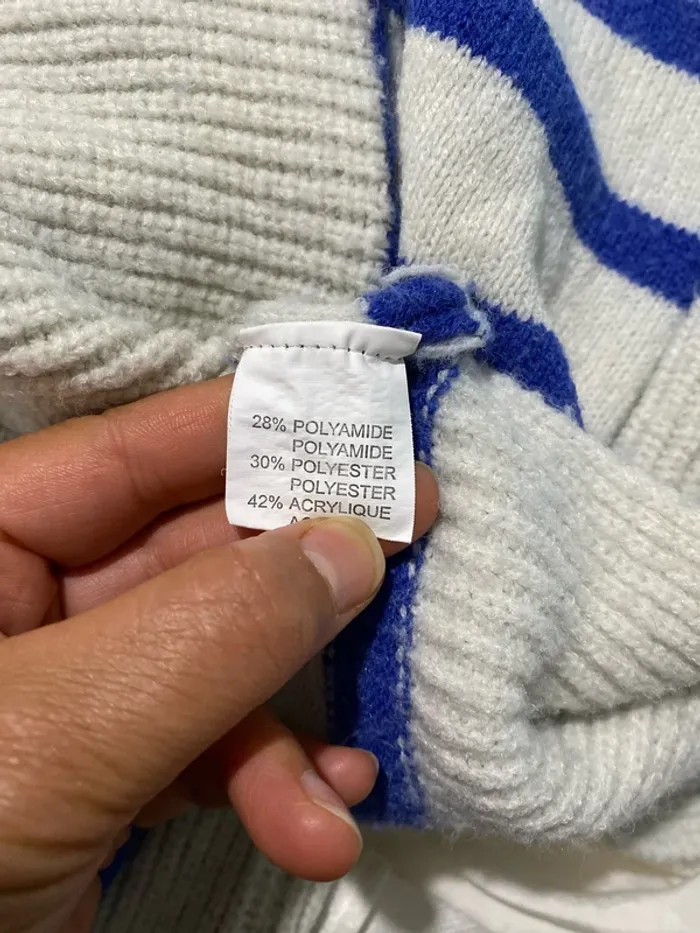 28% POLYAMIDE
POLYAMIDE
30% POLYESTER
POLYESTER
42% ACRYLIQUE